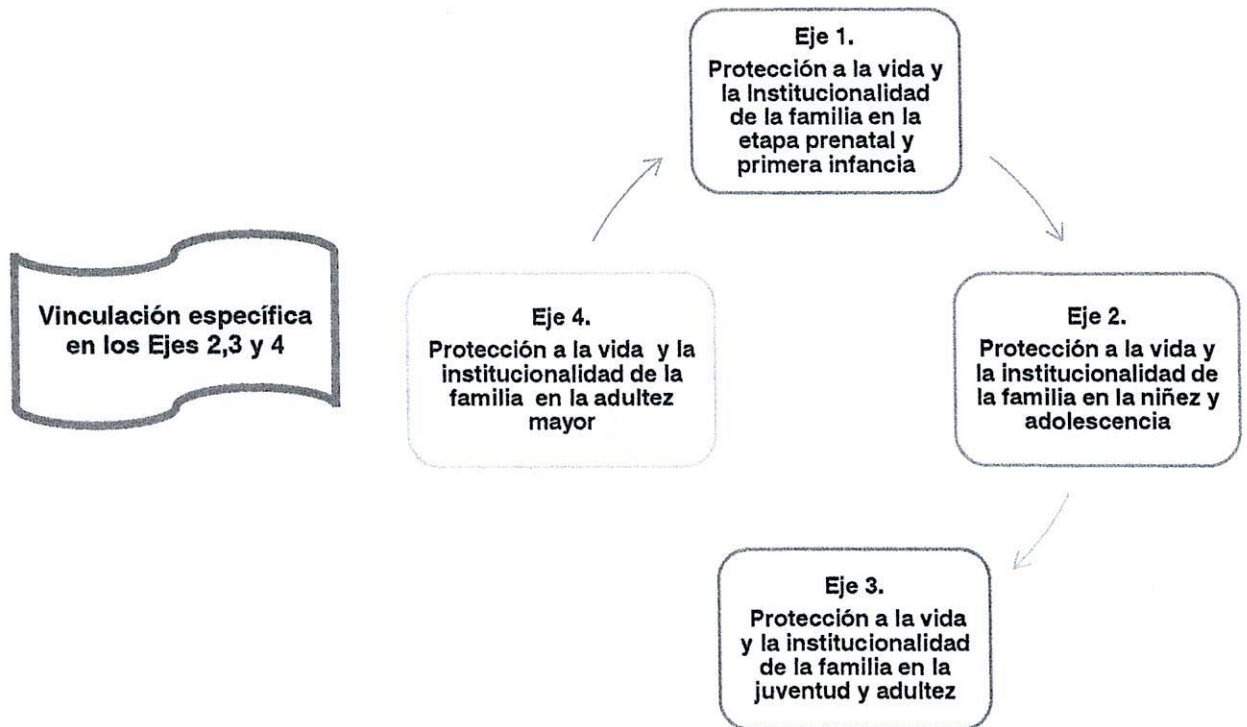 Eje 1.
Protección a la vida y
la Institucionalidad
de la familia en la
etapa prenatal y
primera infancia
Vinculación específica
en los Ejes 2,3 y 4
Eje 4.
Protección a la vida y la
institucionalidad de la
familia en la adultez
mayor
Eje 2.
Protección a la vida y
la institucionalidad de
la familia en la niñez y
adolescencia
Eje 3.
Protección a la vida
y la institucionalidad
de la familia en la
juventud y adultez